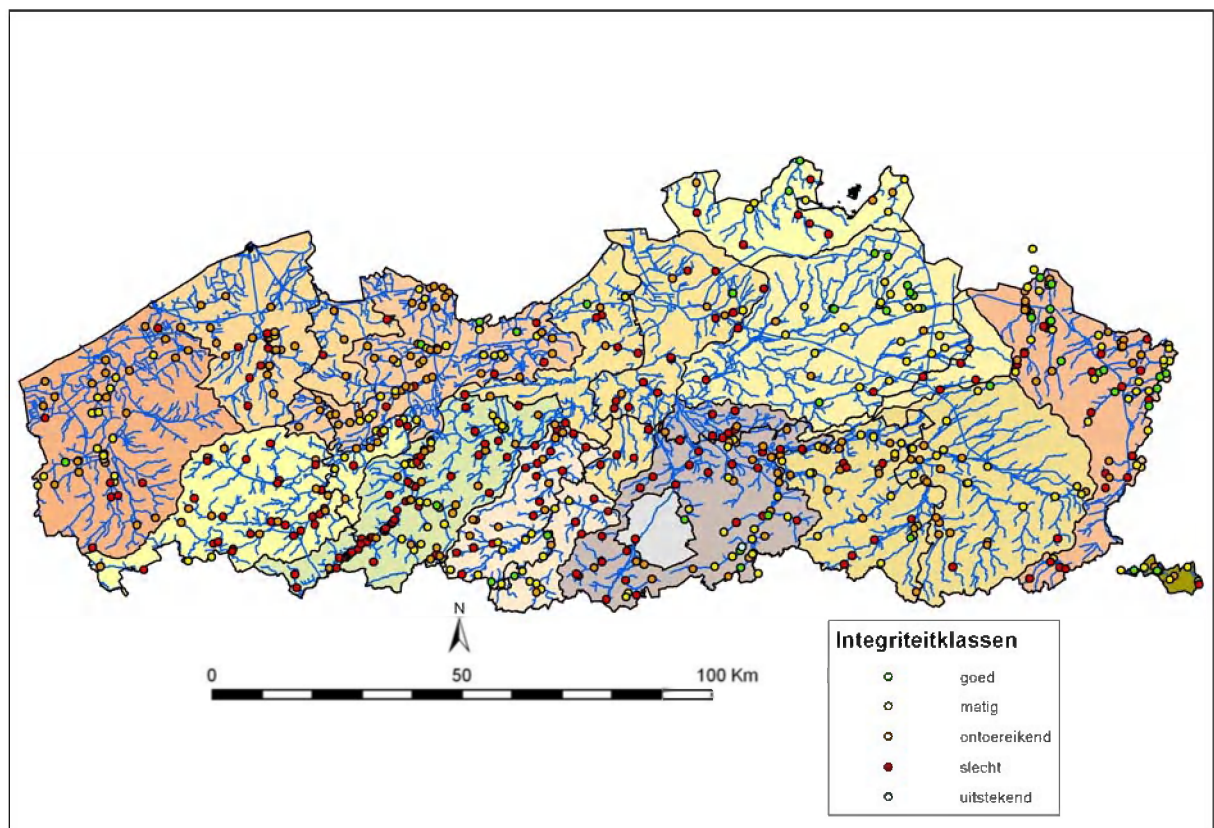 N
0 50 100 Km
Integriteitklassen
goed
matig
ontoereikend
slecht
uitstekend